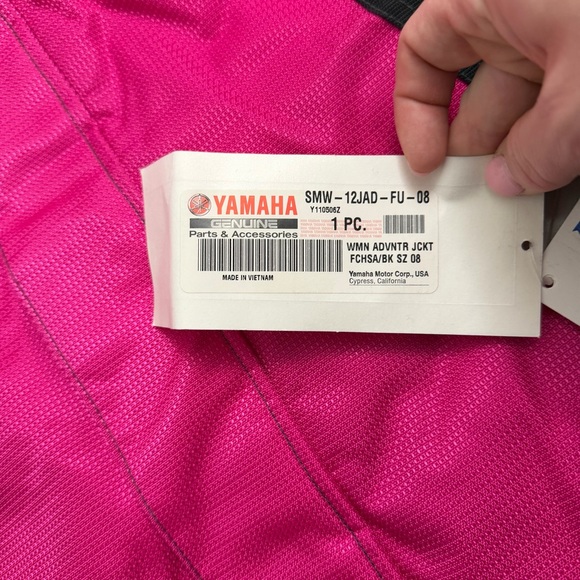 YAMAHA
GENUINE
Parts & Accessories
SMW-12JAD-FU-08
Y110506Z
1 PC.
WMN ADVNTR JCKT
FCHSA/BK SZ 08
MADE IN VIETNAM
Yamaha Motor Corp., USA
Cypress, California